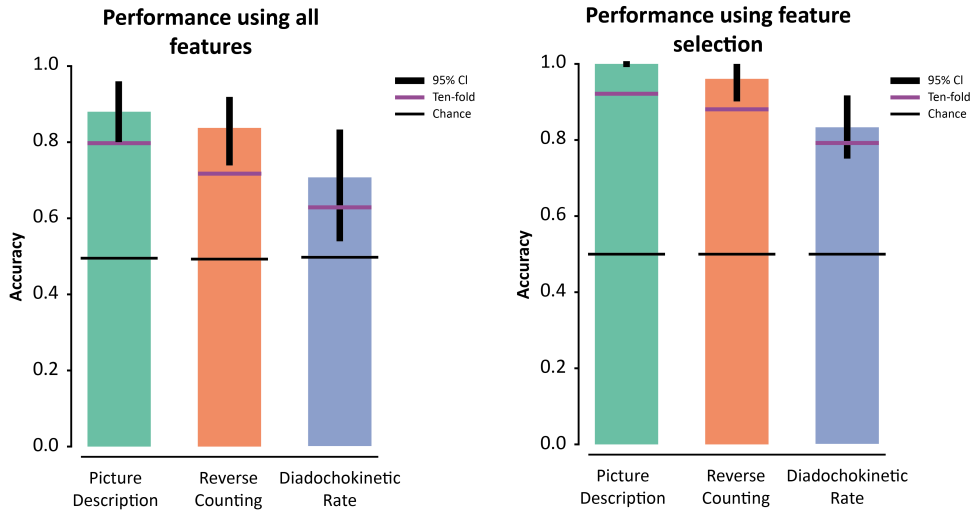 Performance using all
features
1.0
0.8
0.6
0.4
0.2
0.0
Accuracy
95% CI
Ten-fold
Chance
Picture
Description
Reverse
Counting
Diadochokinetic
Rate
Performance using feature
selection
1.0
0.8
0.6
0.4
0.2
0.0
Accuracy
95% CI
Ten-fold
Chance
Picture
Description
Reverse
Counting
Diadochokinetic
Rate